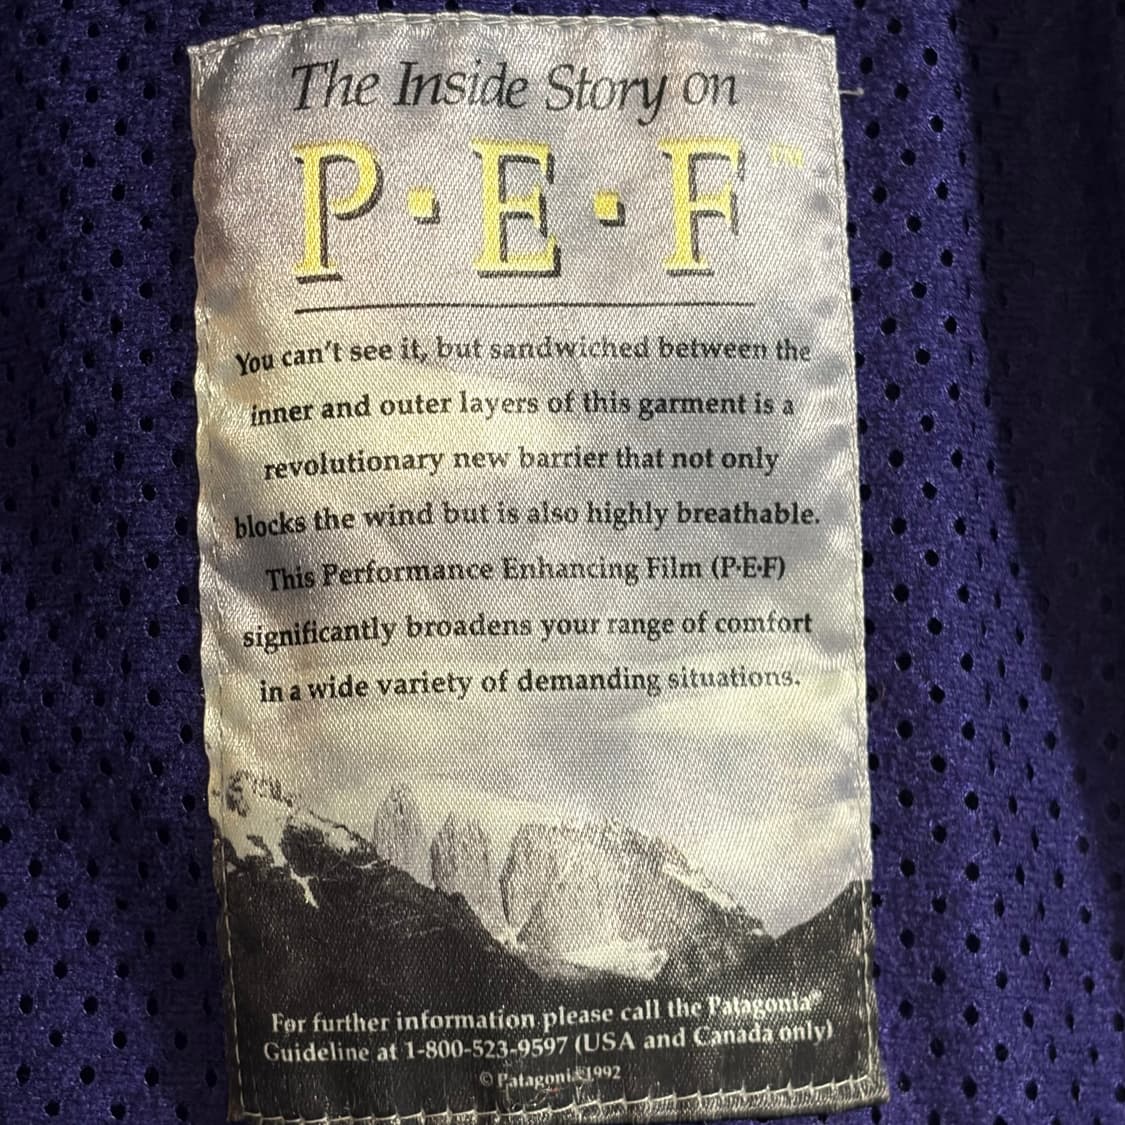 The Inside Story on
P·E·F™
You can't see it, but sandwiched between the
inner and outer layers of this garment is a
revolutionary new barrier that not only
blocks the wind but is also highly breathable.
This Performance Enhancing Film (P·E·F)
significantly broadens your range of comfort
in a wide variety of demanding situations.
For further information please call the Patagonia®
Guideline at 1-800-523-9597 (USA and Canada only)
© Patagonia® 1992